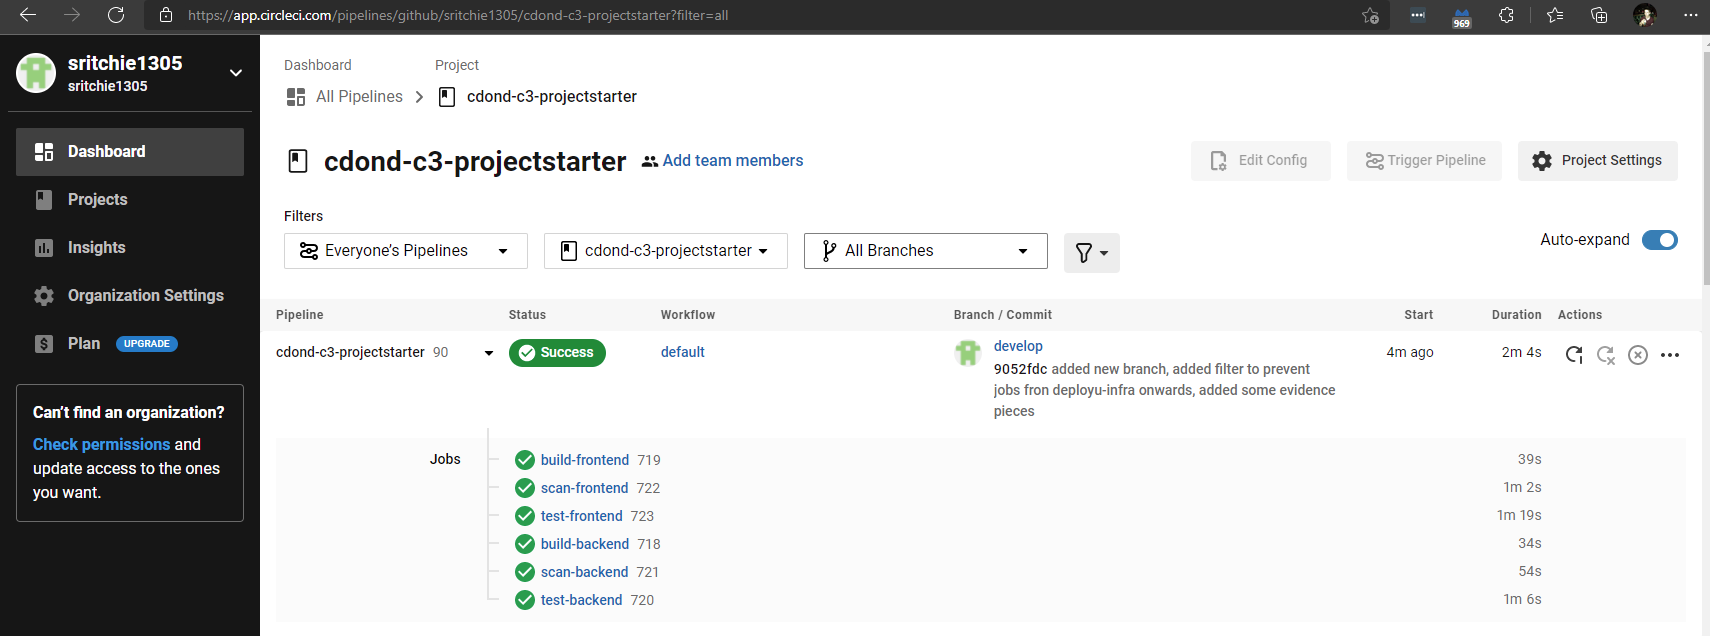 https://app.circleci.com/pipelines/github/sritchie1305/cdond-c3-projectstarter?filter=all
969
sritchie1305
sritchie1305
Dashboard
Projects
Insights
Organization Settings
Plan UPGRADE
Can't find an organization?
Check permissions and
update access to the ones
you want.
Dashboard Project
All Pipelines cdond-c3-projectstarter
cdond-c3-projectstarter Add team members Edit Config Trigger Pipeline Project Settings
Filters
Everyone's Pipelines cdond-c3-projectstarter All Branches Auto-expand
Pipeline Status Workflow Branch / Commit Start Duration Actions
cdond-c3-projectstarter 90 Success default develop 4m ago 2m 4s
9052fdc added new branch, added filter to prevent
jobs fron deployu-infra onwards, added some evidence
pieces
Jobs build-frontend 719 39s
scan-frontend 722 1m 2s
test-frontend 723 1m 19s
build-backend 718 34s
scan-backend 721 54s
test-backend 720 1m 6s